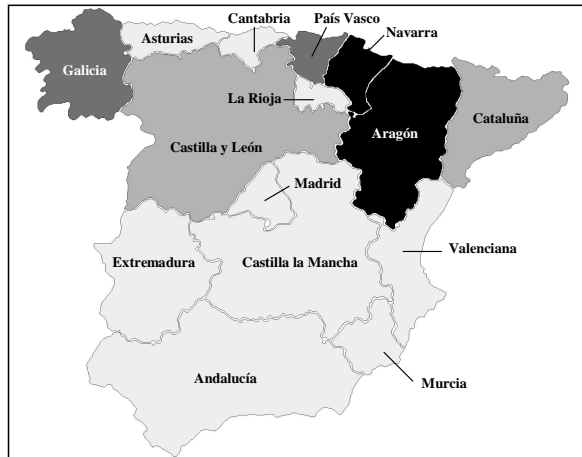 Cantabria
País Vasco
Asturias
Navarra
Galicia
La Rioja
Cataluña
Aragón
Castilla y León
Madrid
Valenciana
Extremadura
Castilla la Mancha
Andalucía
Murcia